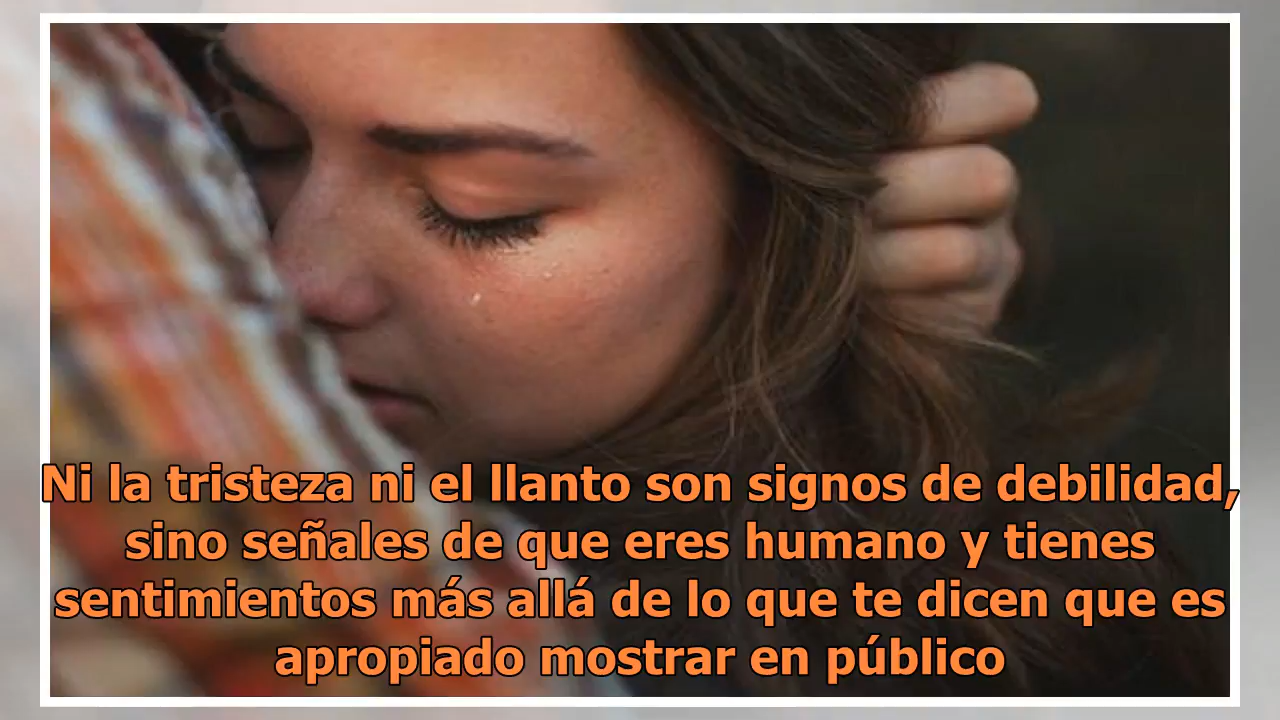 Ni la tristeza ni el llanto son signos de debilidad,
sino señales de que eres humano y tienes
sentimientos más allá de lo que te dicen que es
apropiado mostrar en público